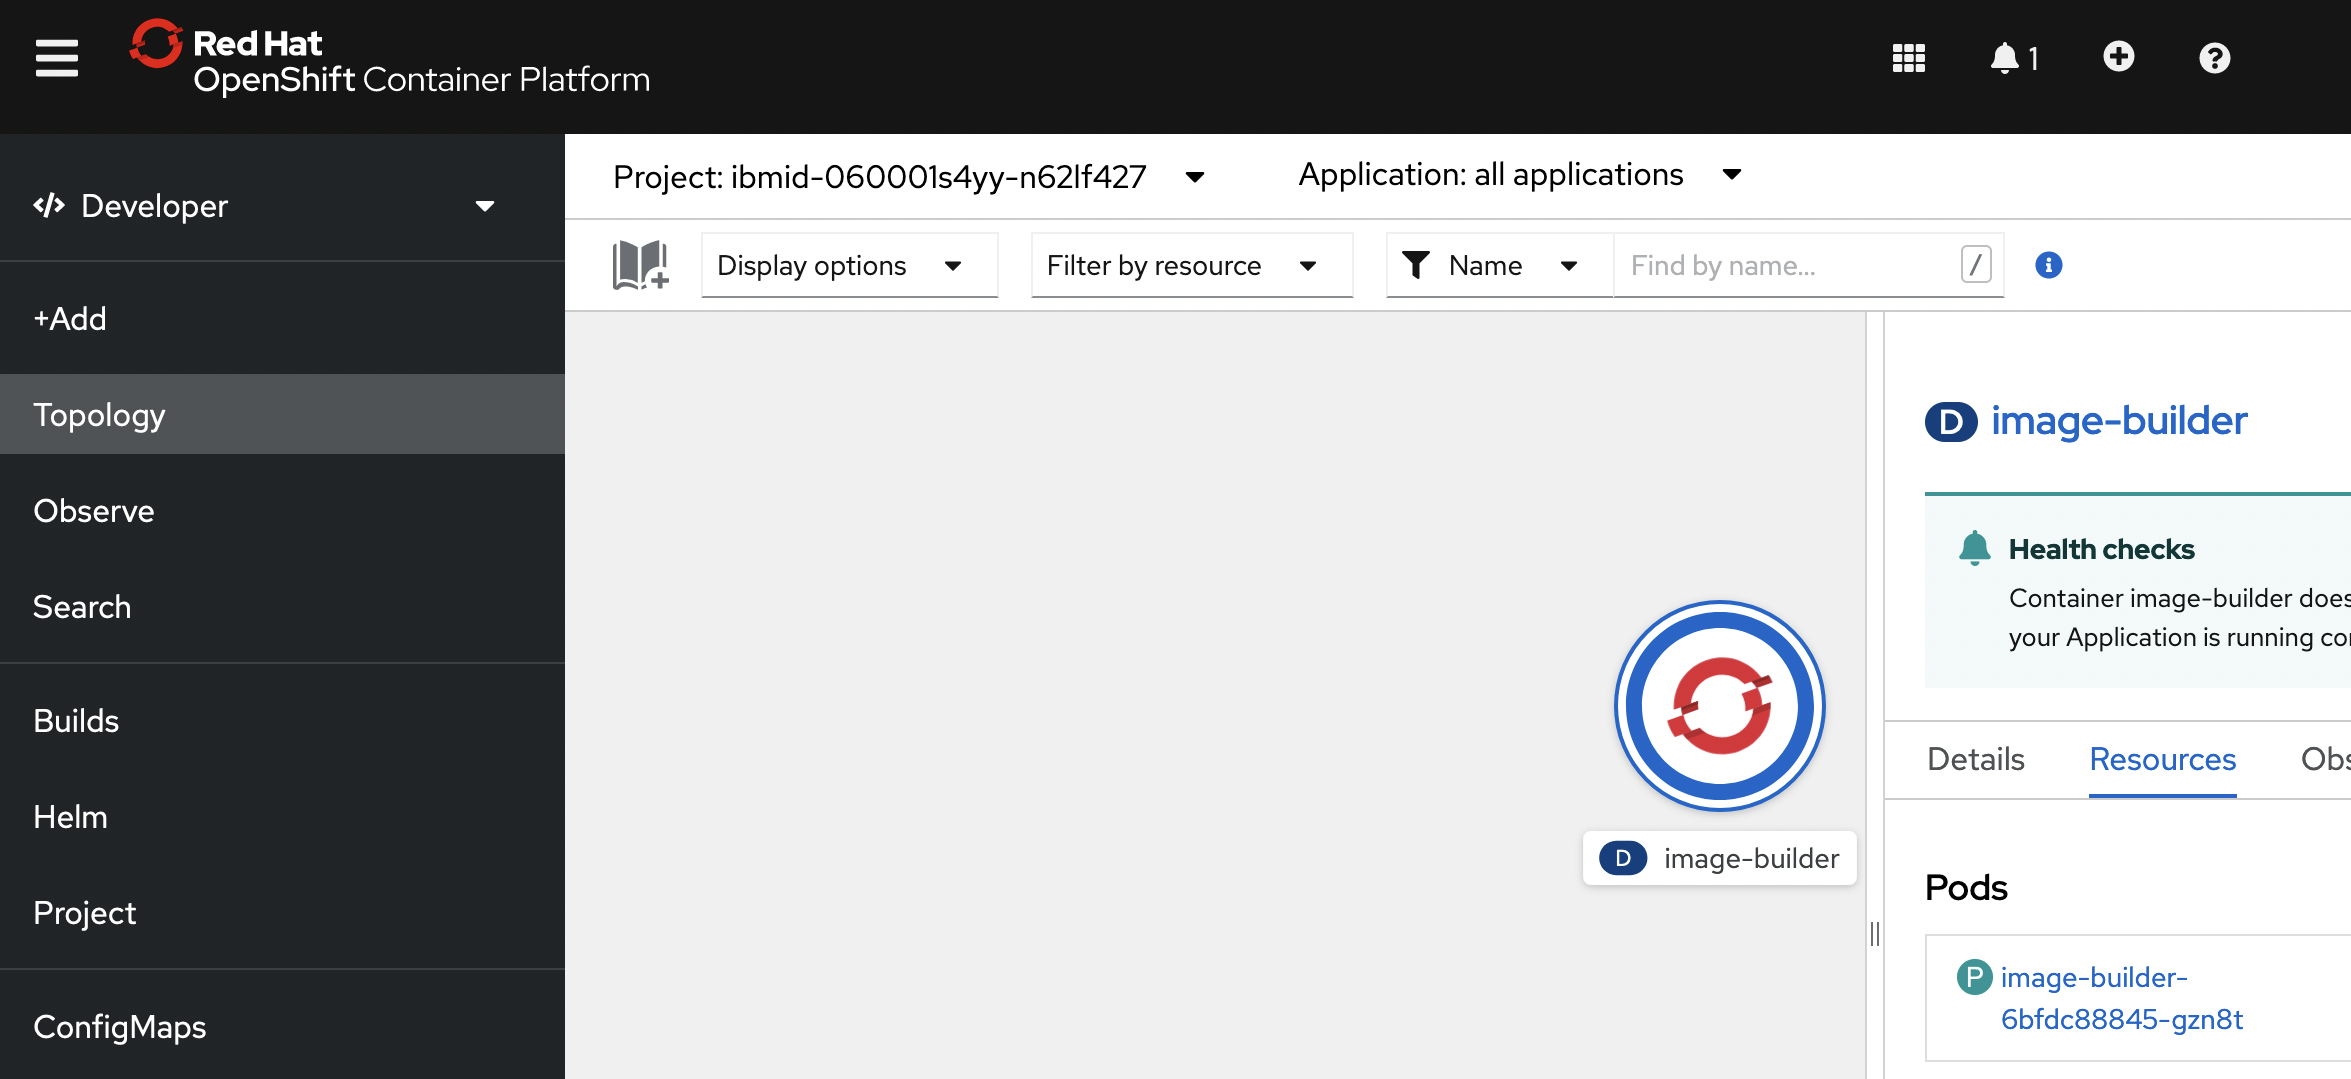 Red Hat
OpenShift Container Platform
1
Developer
Project: ibmid-060001s4yy-n62lf427
Application: all applications
Display options
Filter by resource
Name
Find by name...
/
+Add
Topology
Observe
Search
Builds
Helm
Project
ConfigMaps
D image-builder
D image-builder
Health checks
Container image-builder does
your Application is running
Details
Resources
Pods
P image-builder-
6bfdc88845-gzn8t